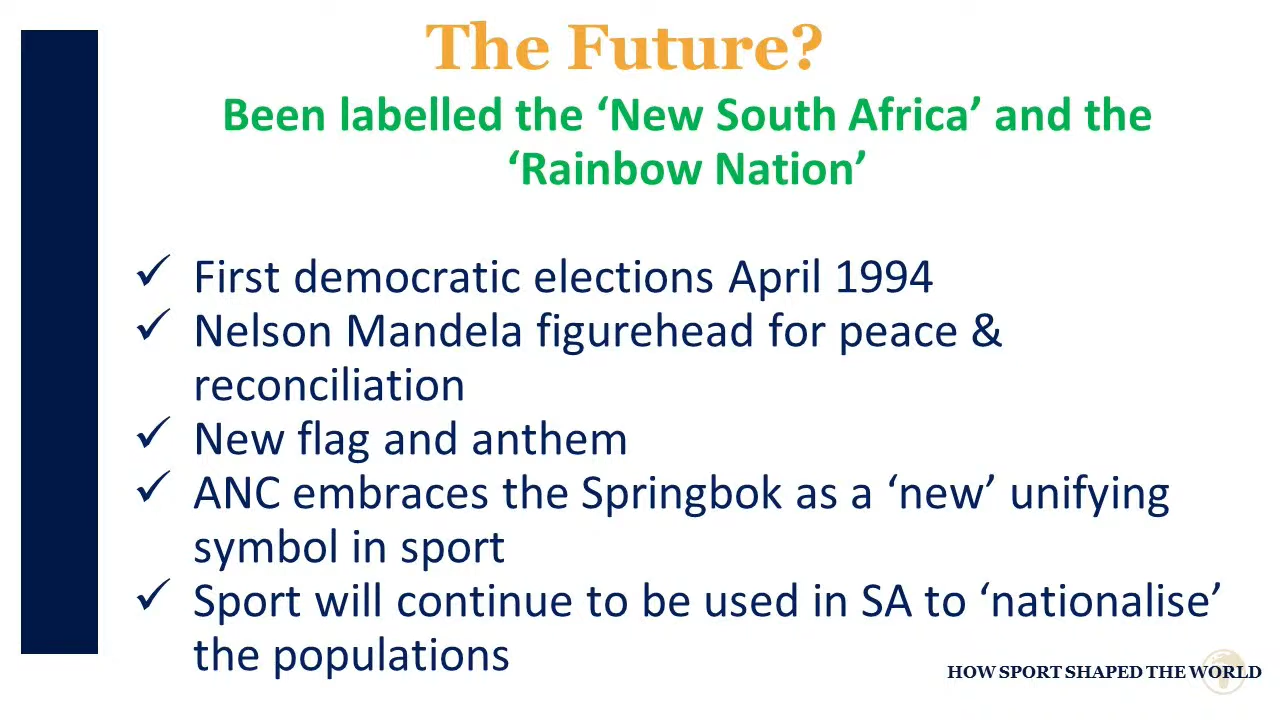 The Future?
Been labelled the ‘New South Africa’ and the
‘Rainbow Nation’
✓ First democratic elections April 1994
✓ Nelson Mandela figurehead for peace &
reconciliation
✓ New flag and anthem
✓ ANC embraces the Springbok as a ‘new’ unifying
symbol in sport
✓ Sport will continue to be used in SA to ‘nationalise’
the populations
HOW SPORT SHAPED THE WORLD